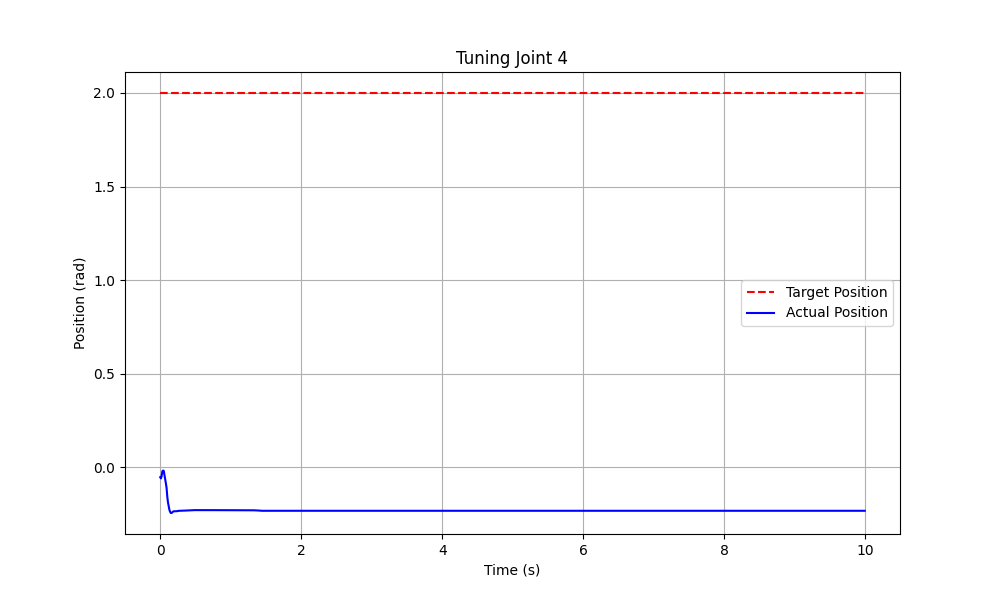 Tuning Joint 4
Position (rad)
2.0
1.5
1.0
0.5
0.0
Target Position
Actual Position
0 2 4 6 8 10
Time (s)